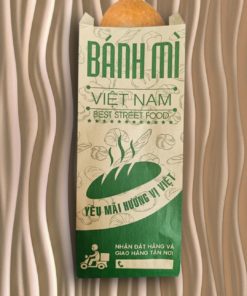 BÁNH MÌ
VIỆT NAM
BEST STREET FOOD
YÊU MÃI HƯƠNG VỊ VIỆT
NHẬN ĐẶT HÀNG VÀ
GIAO HÀNG TẬN NƠI